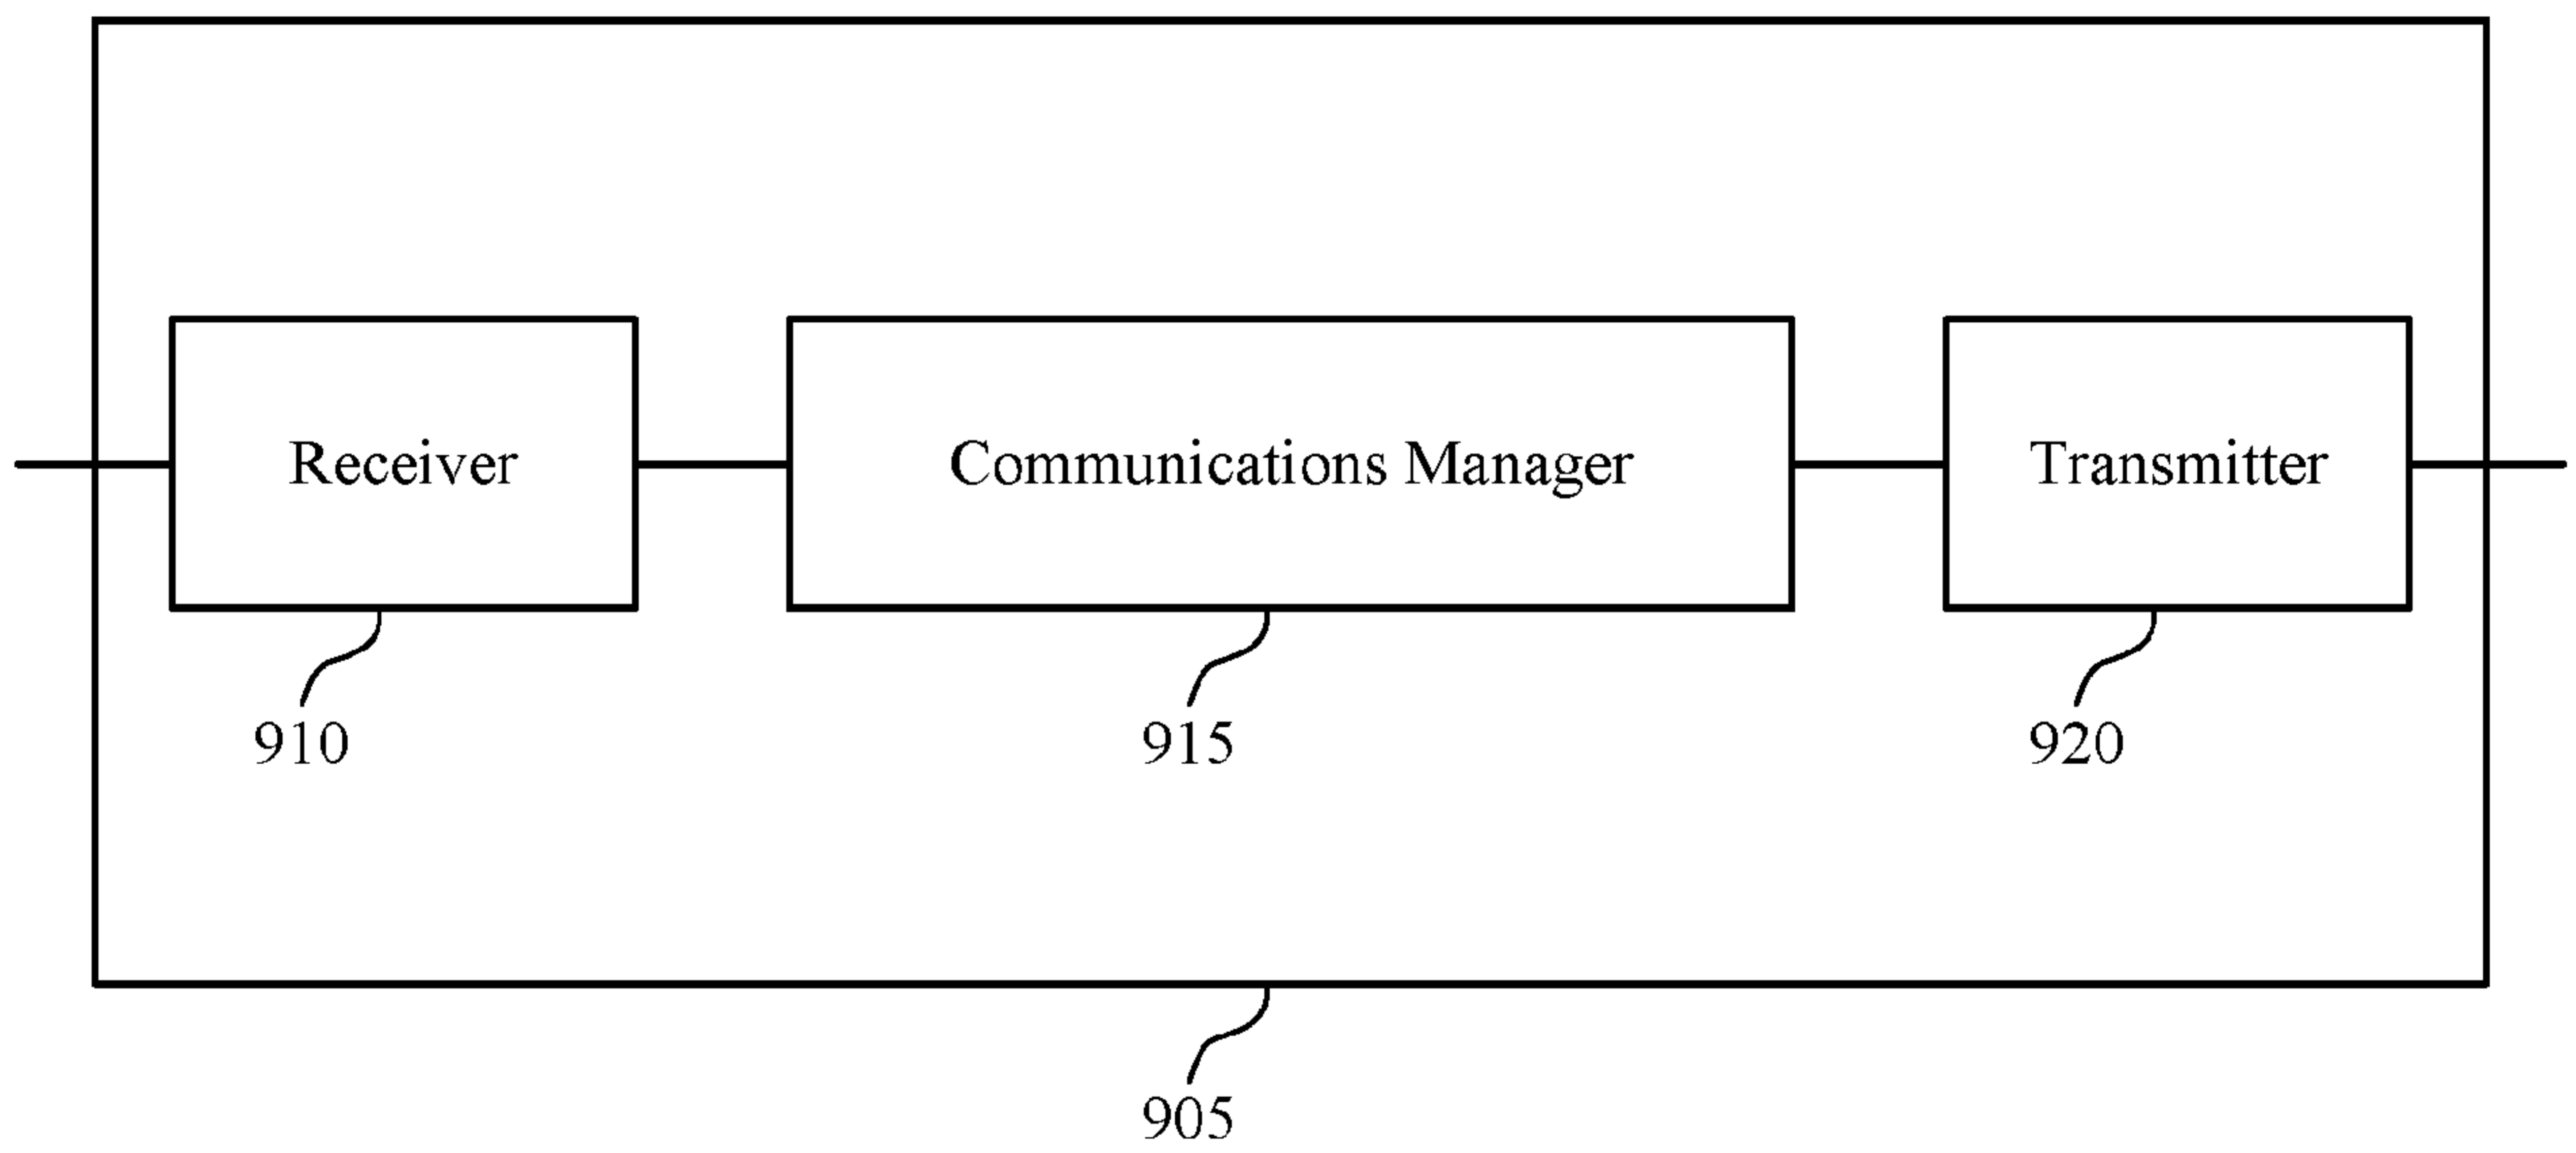 Receiver
Communications Manager
Transmitter
910
915
920
905